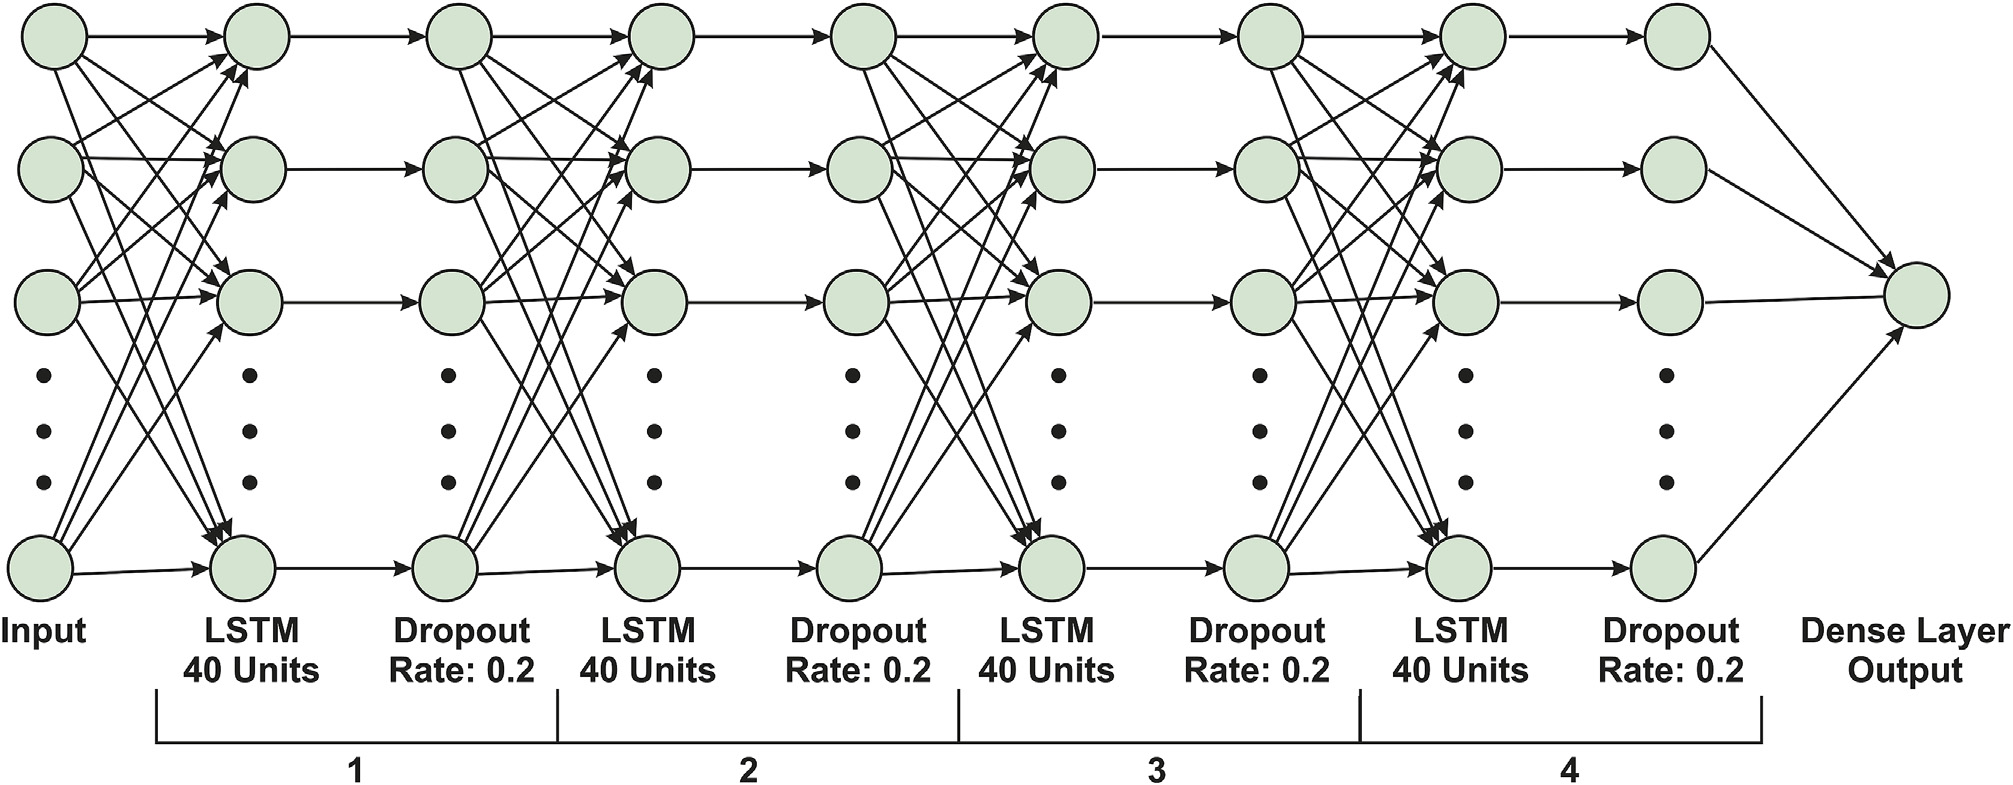 Input
LSTM
40 Units
Dropout
Rate: 0.2
LSTM
40 Units
Dropout
Rate: 0.2
LSTM
40 Units
Dropout
Rate: 0.2
LSTM
40 Units
Dropout
Rate: 0.2
Dense Layer
Output
1
2
3
4